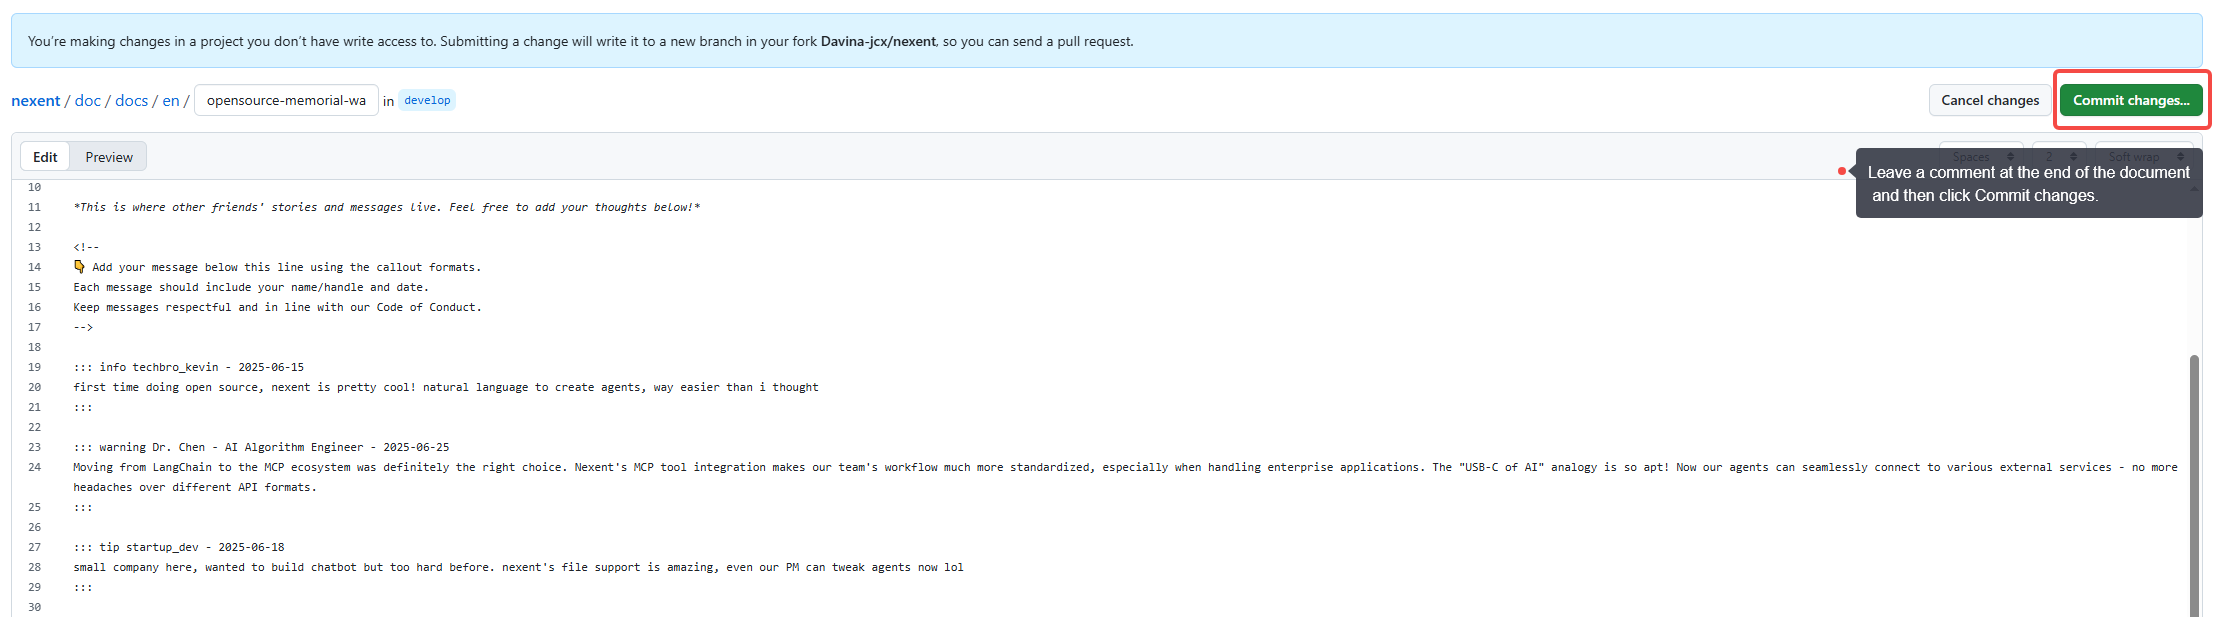 You're making changes in a project you don't have write access to. Submitting a change will write it to a new branch in your fork Davina-jcx/nexent, so you can send a pull request.
nexent / doc / docs / en / opensource-memorial-wa in develop
Cancel changes
Commit changes...
Edit
Preview
Spaces
2
Soft wrap
Leave a comment at the end of the document
and then click Commit changes.
10
11 *This is where other friends' stories and messages live. Feel free to add your thoughts below!*
12
13 <!--
14 👇 Add your message below this line using the callout formats.
15 Each message should include your name/handle and date.
16 Keep messages respectful and in line with our Code of Conduct.
17 -->
18
19 ::: info techbro_kevin - 2025-06-15
20 first time doing open source, nexent is pretty cool! natural language to create agents, way easier than i thought
21 :::
22
23 ::: warning Dr. Chen - AI Algorithm Engineer - 2025-06-25
24 Moving from LangChain to the MCP ecosystem was definitely the right choice. Nexent's MCP tool integration makes our team's workflow much more standardized, especially when handling enterprise applications. The "USB-C of AI" analogy is so apt! Now our agents can seamlessly connect to various external services - no more
headaches over different API formats.
25 :::
26
27 ::: tip startup_dev - 2025-06-18
28 small company here, wanted to build chatbot but too hard before. nexent's file support is amazing, even our PM can tweak agents now lol
29 :::
30